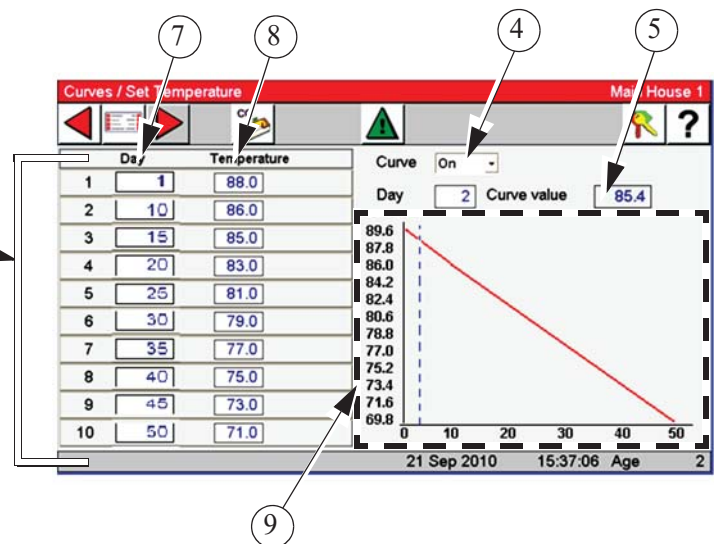 7 8 4 5
Curves / Set Temperature Main House 1
?
Day Temperature
Curve On
1 1 88.0
Day 2 Curve value 85.4
2 10 86.0
3 15 85.0
4 20 83.0
5 25 81.0
6 30 79.0
7 35 77.0
8 40 75.0
9 45 73.0
10 50 71.0
89.6
87.8
86.0
84.2
82.4
80.6
78.8
77.0
75.2
73.4
71.6
69.8
0 10 20 30 40 50
21 Sep 2010 15:37:06 Age 2
9